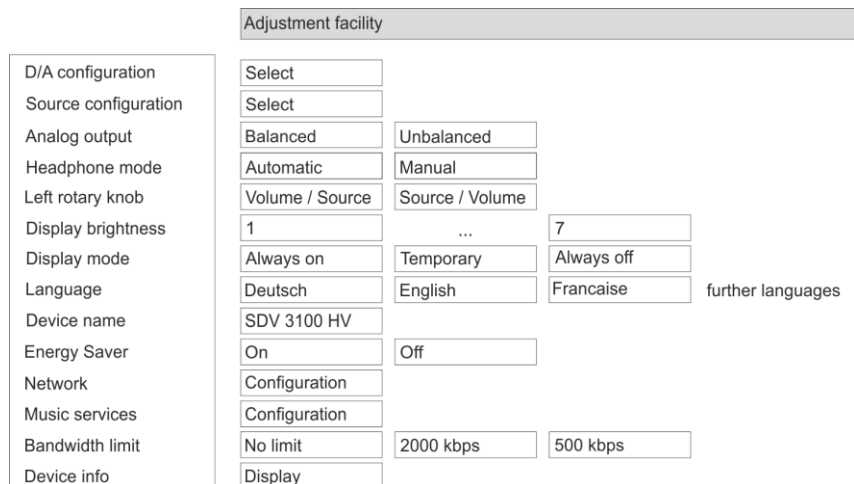 Adjustment facility
D/A configuration Select
Source configuration Select
Analog output Balanced Unbalanced
Headphone mode Automatic Manual
Left rotary knob Volume / Source Source / Volume
Display brightness 1 ... 7
Display mode Always on Temporary Always off
Language Deutsch English Francaise further languages
Device name SDV 3100 HV
Energy Saver On Off
Network Configuration
Music services Configuration
Bandwidth limit No limit 2000 kbps 500 kbps
Device info Display